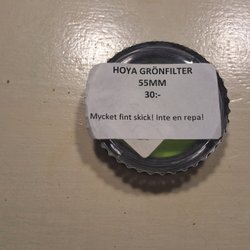 HOYA GRÖNFILTER
55MM
30:-
Mycket fint skick! Inte en repa!